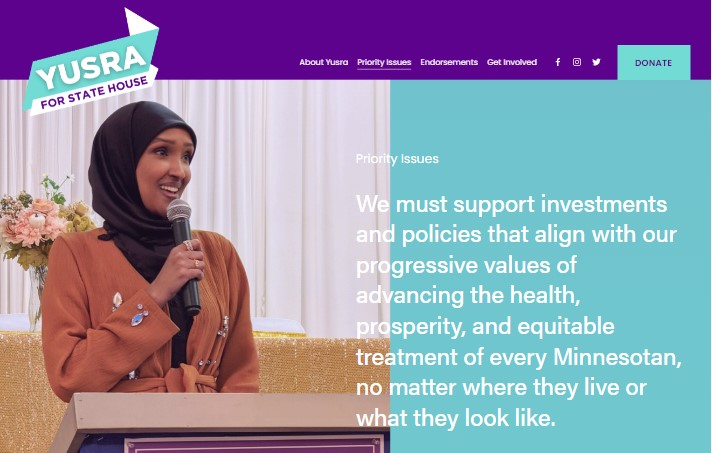 YUSRA
FOR STATE HOUSE
About Yusra Priority Issues Endorsements Get Involved DONATE
Priority Issues
We must support investments
and policies that align with our
progressive values of
advancing the health,
prosperity, and equitable
treatment of every Minnesotan,
no matter where they live or
what they look like.